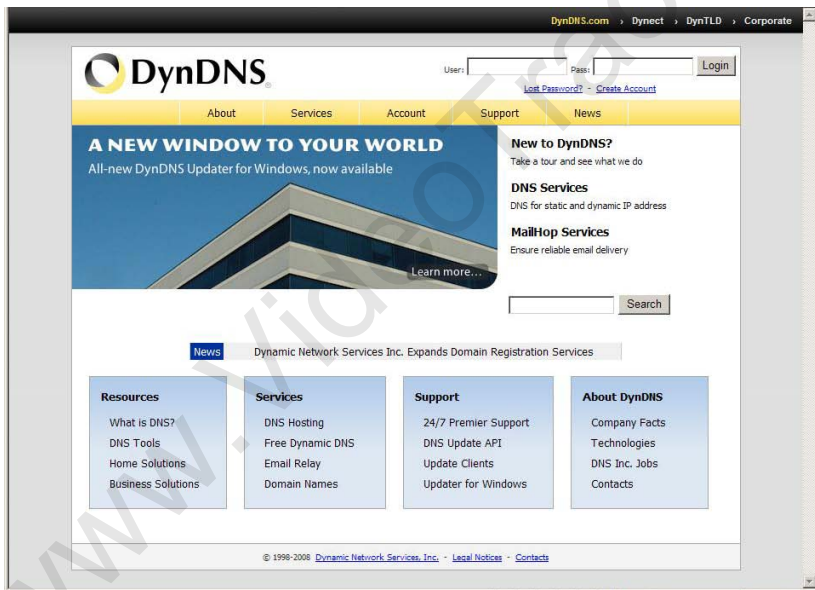 DynDNS.com › Dynect › DynTLD › Corporate
DynDNS
User: Pass: Login
Lost Password? - Create Account
About Services Account Support News
A NEW WINDOW TO YOUR WORLD
All-new DynDNS Updater for Windows, now available
Learn more...
New to DynDNS?
Take a tour and see what we do
DNS Services
DNS for static and dynamic IP address
MailHop Services
Ensure reliable email delivery
Search
News Dynamic Network Services Inc. Expands Domain Registration Services
Resources
What is DNS?
DNS Tools
Home Solutions
Business Solutions
Services
DNS Hosting
Free Dynamic DNS
Email Relay
Domain Names
Support
24/7 Premier Support
DNS Update API
Update Clients
Updater for Windows
About DynDNS
Company Facts
Technologies
DNS Inc. Jobs
Contacts
© 1998-2008 Dynamic Network Services, Inc. - Legal Notices - Contacts
www.VideoTrac